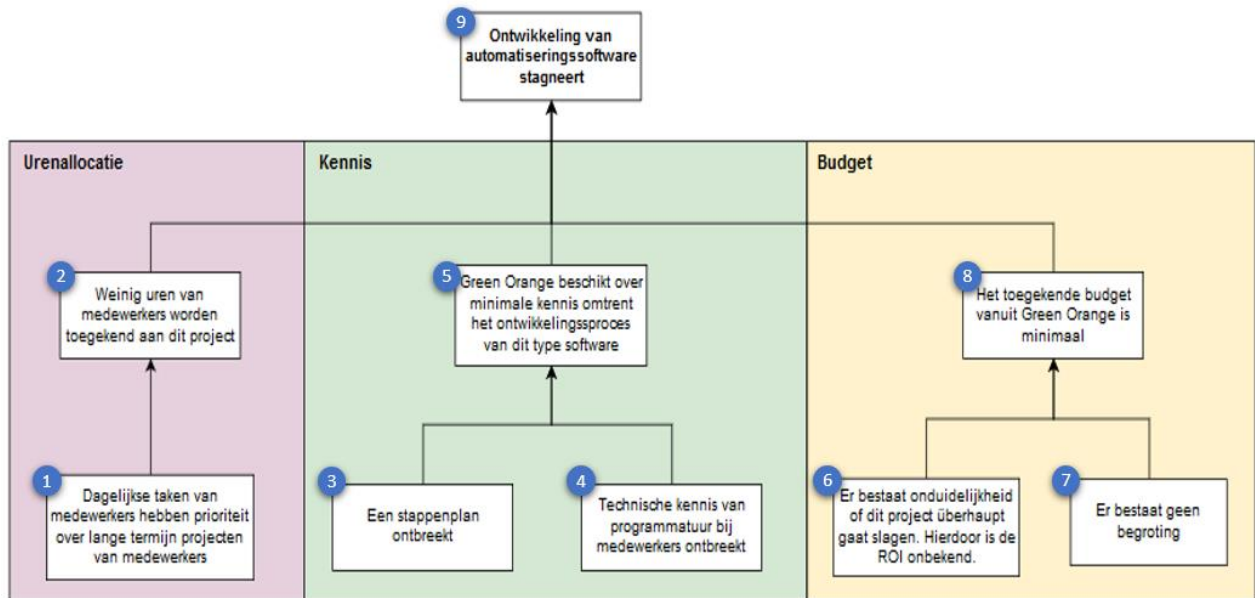 9
Ontwikkeling van
automatiseringssoftware
stagneert
Urenallocatie
Kennis
Budget
2
Weinig uren van
medewerkers worden
toegekend aan dit project
5
Green Orange beschikt over
minimale kennis omtrent
het ontwikkelingsproces
van dit type software
8
Het toegekende budget
vanuit Green Orange is
minimaal
1
Dagelijkse taken van
medewerkers hebben prioriteit
over lange termijn projecten
van medewerkers
3
Een stappenplan
ontbreekt
4
Technische kennis van
programmatuur bij
medewerkers ontbreekt
6
Er bestaat onduidelijkheid
of dit project überhaupt
gaat slagen. Hierdoor is de
ROI onbekend.
7
Er bestaat geen
begroting